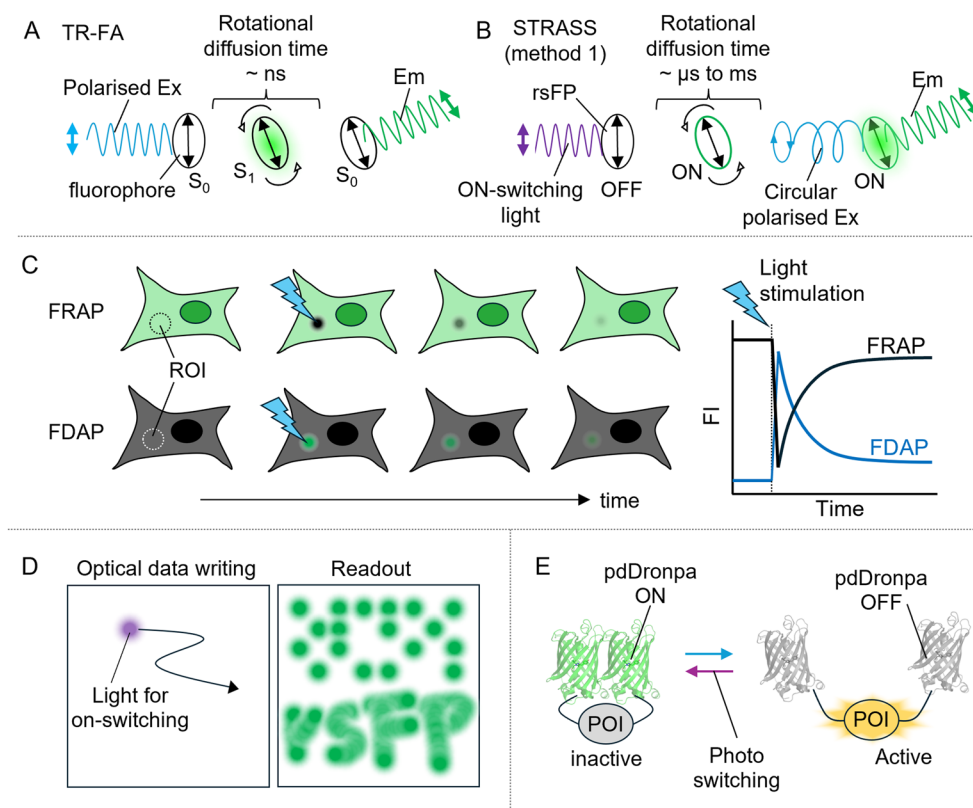 A
TR-FA
Polarised Ex
fluorophore
S0
Rotational
diffusion time
~ ns
S1
S0
Em
B
STRASS
(method 1)
rsFP
ON-switching
light
OFF
Rotational
diffusion time
~ µs to ms
ON
Circular
polarised Ex
ON
Em
C
FRAP
ROI
FDAP
time
Light
stimulation
FRAP
FDAP
FI
Time
D
Optical data writing
Light for
on-switching
Readout
rSFP
E
pdDronpa
ON
POI
inactive
Photo
switching
pdDronpa
OFF
POI
Active